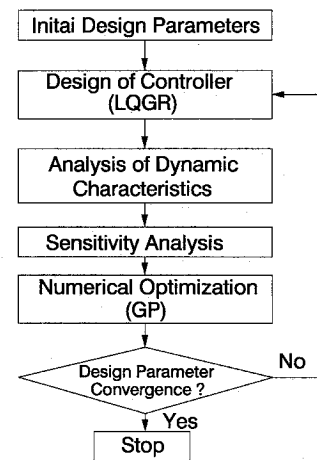 Initai Design Parameters
Design of Controller
(LQGR)
Analysis of Dynamic
Characteristics
Sensitivity Analysis
Numerical Optimization
(GP)
Design Parameter
Convergence ?
No
Yes
Stop